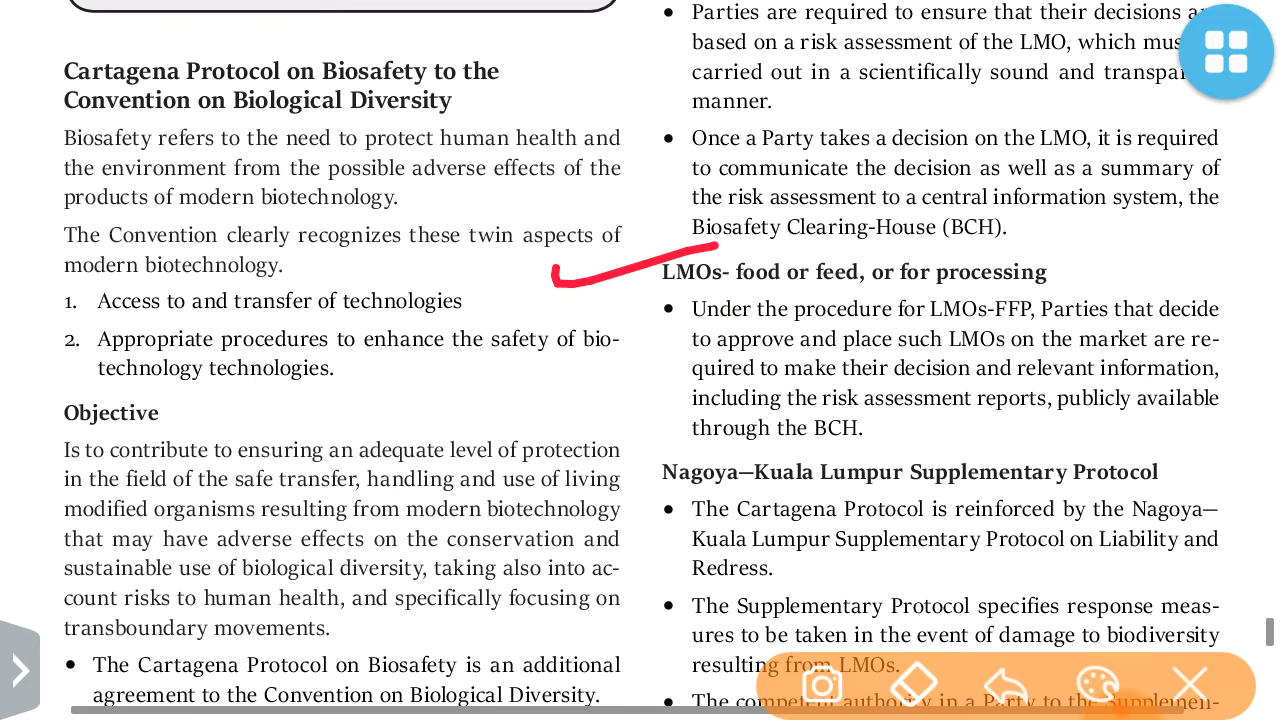 Cartagena Protocol on Biosafety to the
Convention on Biological Diversity
Biosafety refers to the need to protect human health and
the environment from the possible adverse effects of the
products of modern biotechnology.
The Convention clearly recognizes these twin aspects of
modern biotechnology.
1. Access to and transfer of technologies
2. Appropriate procedures to enhance the safety of bio-
technology technologies.
Objective
Is to contribute to ensuring an adequate level of protection
in the field of the safe transfer, handling and use of living
modified organisms resulting from modern biotechnology
that may have adverse effects on the conservation and
sustainable use of biological diversity, taking also into ac-
count risks to human health, and specifically focusing on
transboundary movements.
• The Cartagena Protocol on Biosafety is an additional
agreement to the Convention on Biological Diversity.
• Parties are required to ensure that their decisions
based on a risk assessment of the LMO, which
carried out in a scientifically sound and
manner.
• Once a Party takes a decision on the LMO, it is required
to communicate the decision as well as a summary of
the risk assessment to a central information system, the
Biosafety Clearing-House (BCH).
LMOs- food or feed, or for processing
• Under the procedure for LMOs-FFP, Parties that decide
to approve and place such LMOs on the market are re-
quired to make their decision and relevant information,
including the risk assessment reports, publicly available
through the BCH.
Nagoya—Kuala Lumpur Supplementary Protocol
• The Cartagena Protocol is reinforced by the Nagoya—
Kuala Lumpur Supplementary Protocol on Liability and
Redress.
• The Supplementary Protocol specifies response meas-
ures to be taken in the event of damage to biodiversity
resulting from LMOs.
• The competent authority in a Party to the Supplemen-